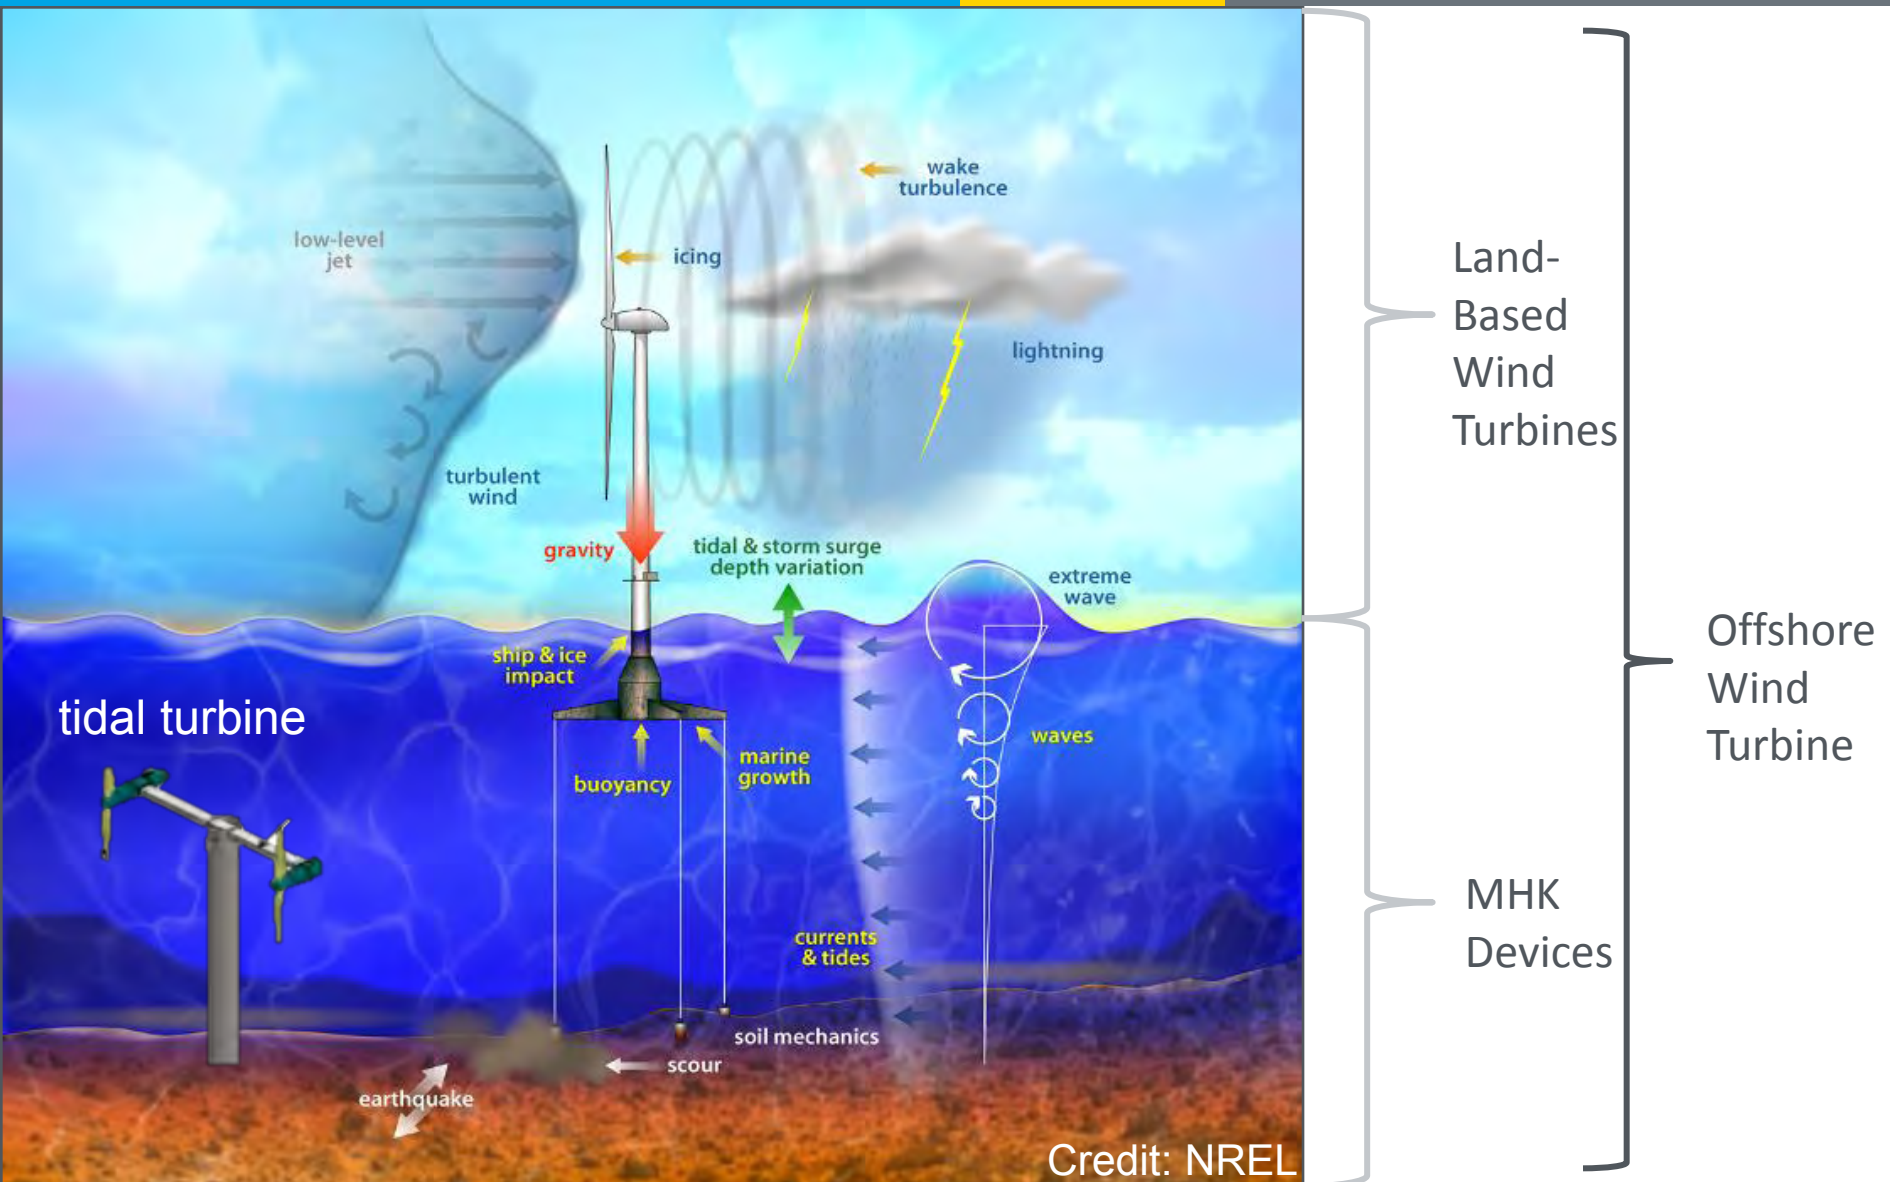 wake
turbulence
low-level
jet
icing
lightning
turbulent
wind
gravity
tidal & storm surge
depth variation
extreme
wave
ship & ice
impact
tidal turbine
waves
marine
growth
buoyancy
currents
& tides
soil mechanics
scour
earthquake
Credit: NREL
Land-
Based
Wind
Turbines
MHK
Devices
Offshore
Wind
Turbine